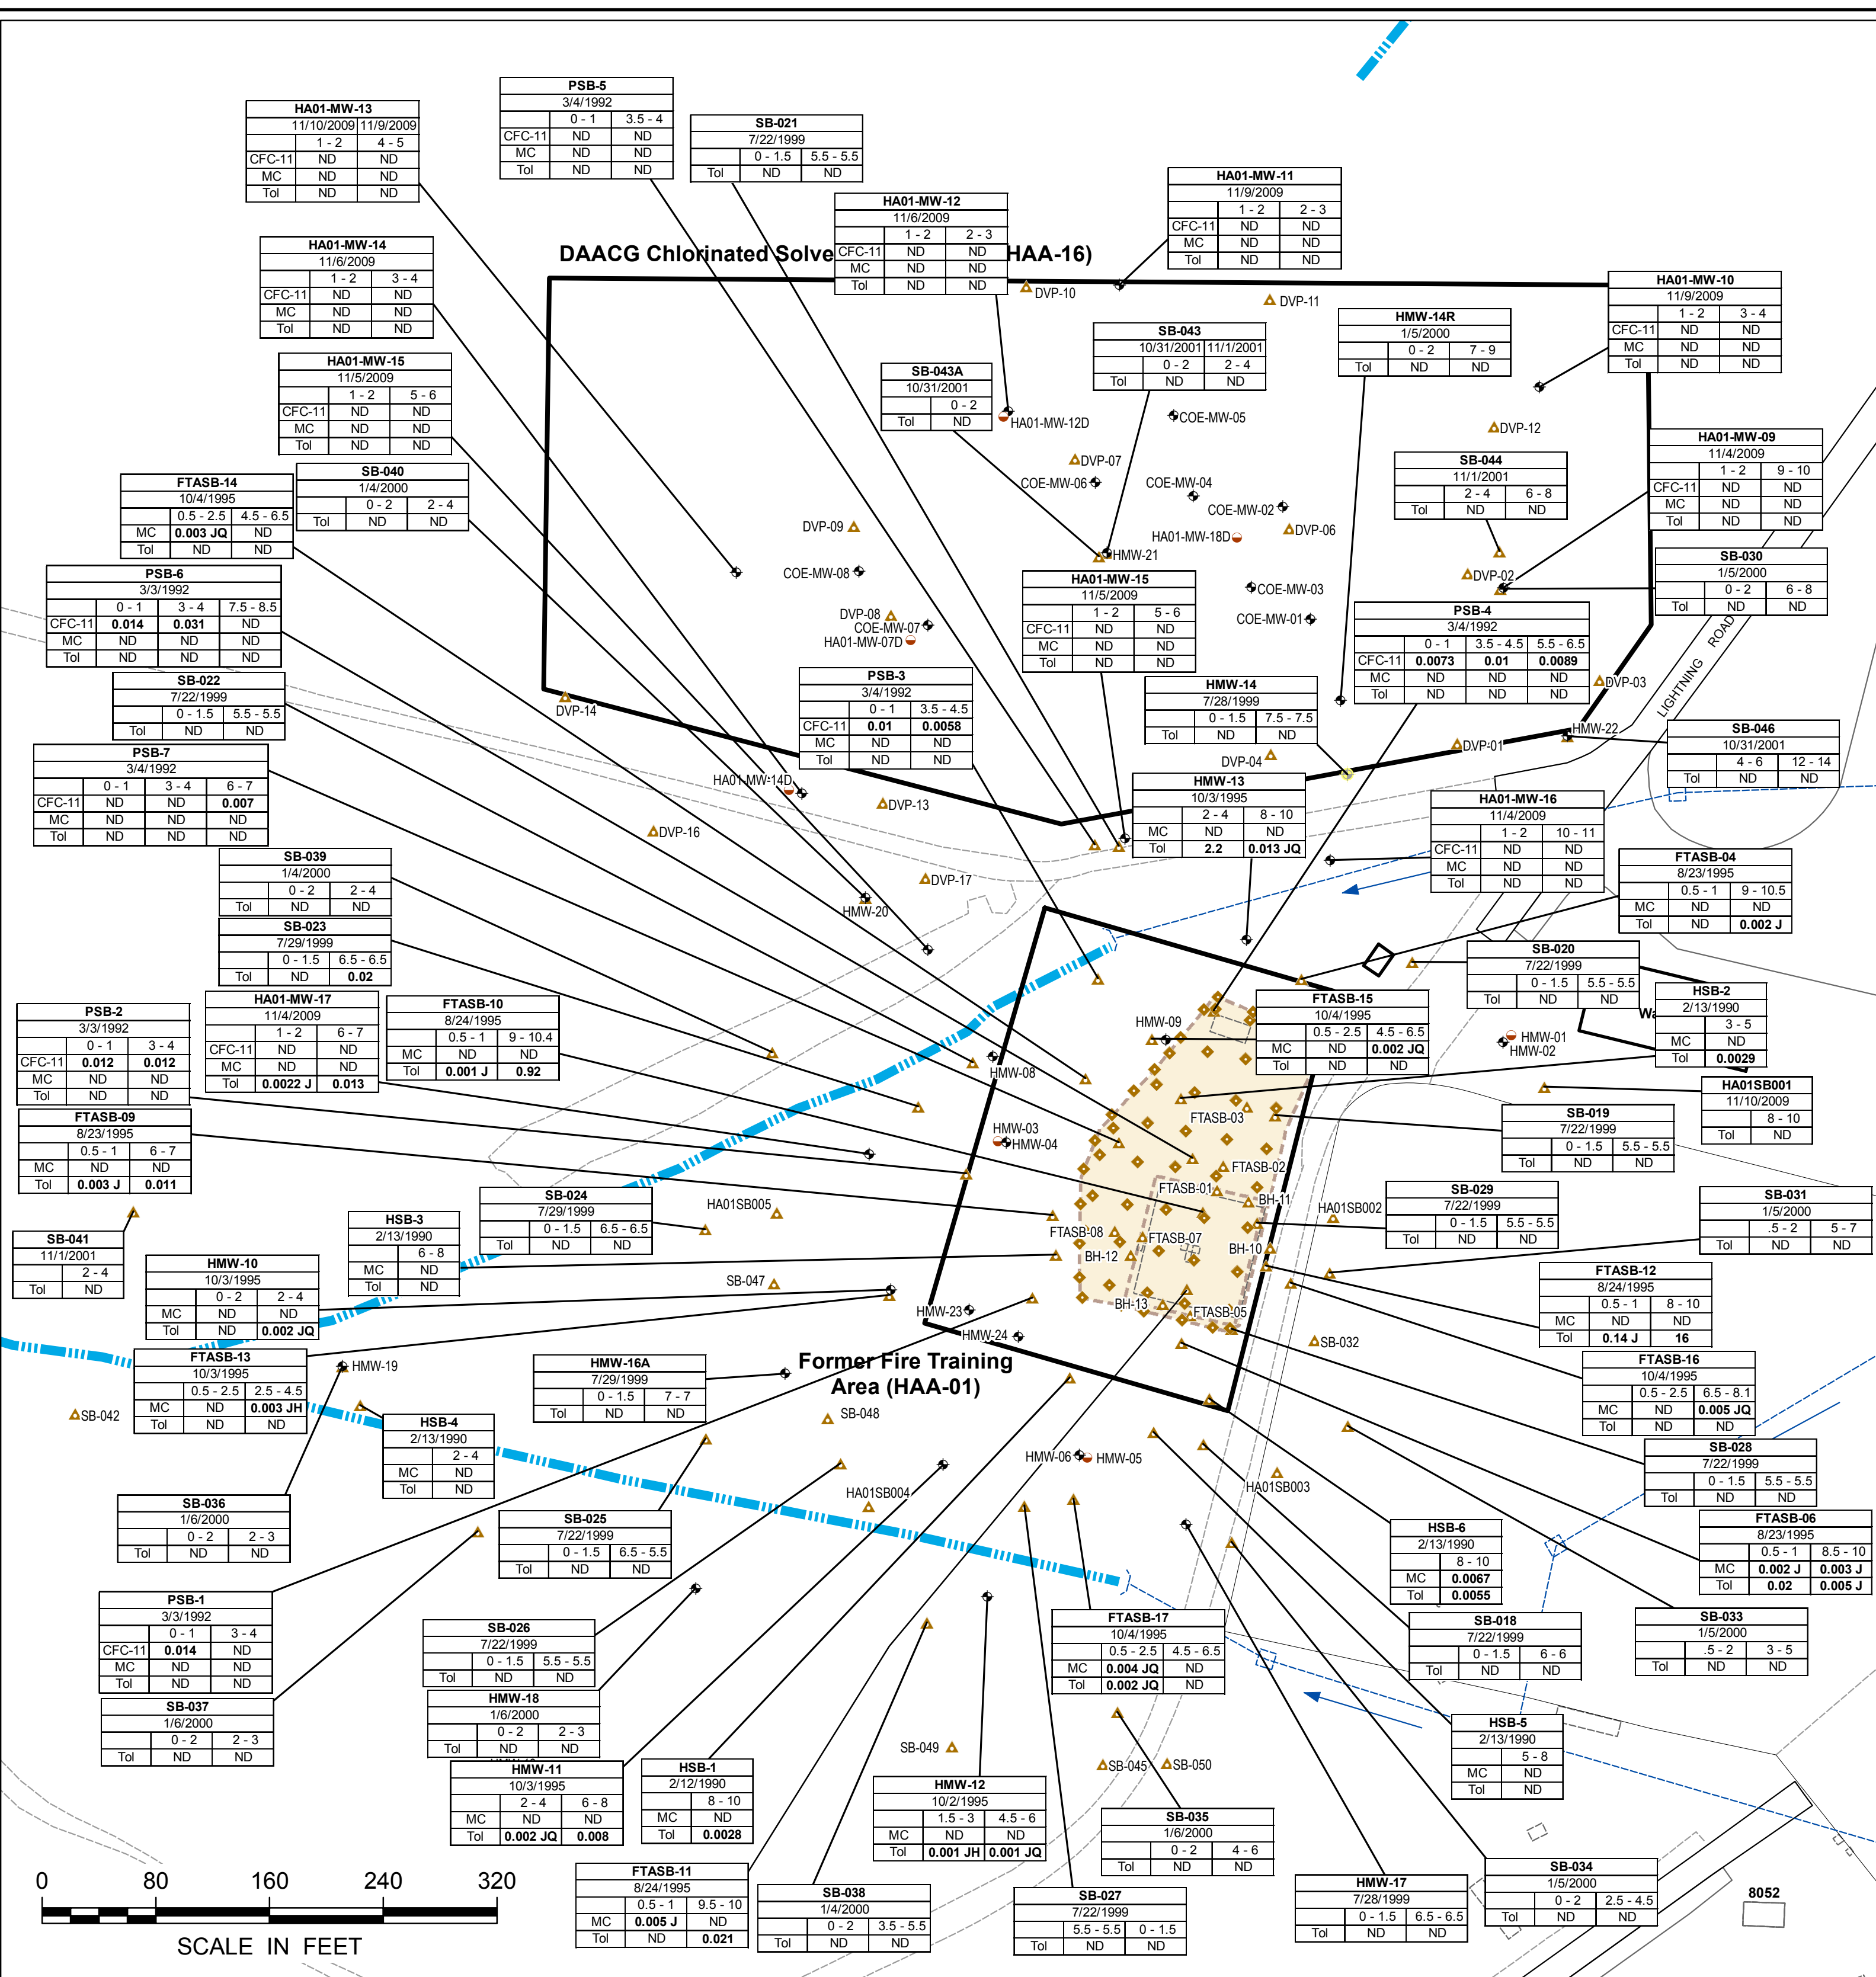 PSB-5
3/4/1992
0 - 1 3.5 - 4
CFC-11 ND ND
MC ND ND
Tol ND ND
HA01-MW-13
11/10/2009 11/9/2009
1 - 2 4 - 5
CFC-11 ND ND
MC ND ND
Tol ND ND
SB-021
7/22/1999
0 - 1.5 5.5 - 5.5
Tol ND ND
HA01-MW-11
11/9/2009
1 - 2 2 - 3
CFC-11 ND ND
MC ND ND
Tol ND ND
HA01-MW-12
11/6/2009
1 - 2 2 - 3
CFC-11 ND ND
MC ND ND
Tol ND ND
DAACG Chlorinated Solve HAA-16)
HA01-MW-14
11/6/2009
1 - 2 3 - 4
CFC-11 ND ND
MC ND ND
Tol ND ND
DVP-10
DVP-11
HA01-MW-10
11/9/2009
1 - 2 3 - 4
CFC-11 ND ND
MC ND ND
Tol ND ND
HMW-14R
1/5/2000
0 - 2 7 - 9
Tol ND ND
SB-043
10/31/2001 11/1/2001
0 - 2 2 - 4
Tol ND ND
HA01-MW-15
11/5/2009
1 - 2 5 - 6
CFC-11 ND ND
MC ND ND
Tol ND ND
SB-043A
10/31/2001
0 - 2
Tol ND
HA01-MW-12D
COE-MW-05
DVP-12
HA01-MW-09
11/4/2009
1 - 2 9 - 10
CFC-11 ND ND
MC ND ND
Tol ND ND
SB-044
11/1/2001
2 - 4 6 - 8
Tol ND ND
DVP-07
COE-MW-06
COE-MW-04
COE-MW-02
SB-040
1/4/2000
0 - 2 2 - 4
Tol ND ND
FTASB-14
10/4/1995
0.5 - 2.5 4.5 - 6.5
MC 0.003 JQ ND
Tol ND ND
DVP-09
DVP-06
HA01-MW-18D
HMW-21
SB-030
1/5/2000
0 - 2 6 - 8
Tol ND ND
PSB-6
3/3/1992
0 - 1 3 - 4 7.5 - 8.5
CFC-11 0.014 0.031 ND
MC ND ND ND
Tol ND ND ND
COE-MW-08
DVP-02
HA01-MW-15
11/5/2009
1 - 2 5 - 6
CFC-11 ND ND
MC ND ND
Tol ND ND
COE-MW-03
COE-MW-01
DVP-08
COE-MW-07
HA01-MW-07D
PSB-4
3/4/1992
0 - 1 3.5 - 4.5 5.5 - 6.5
CFC-11 0.0073 0.01 0.0089
MC ND ND ND
Tol ND ND ND
LIGHTNING ROAD
SB-022
7/22/1999
0 - 1.5 5.5 - 5.5
Tol ND ND
PSB-3
3/4/1992
0 - 1 3.5 - 4.5
CFC-11 0.01 0.0058
MC ND ND
Tol ND ND
HMW-14
7/28/1999
0 - 1.5 7.5 - 7.5
Tol ND ND
DVP-03
DVP-14
HMW-22
SB-046
10/31/2001
4 - 6 12 - 14
Tol ND ND
PSB-7
3/4/1992
0 - 1 3 - 4 6 - 7
CFC-11 ND ND 0.007
MC ND ND ND
Tol ND ND ND
DVP-01
DVP-04
HA01-MW-14D
HMW-13
10/3/1995
2 - 4 8 - 10
MC ND ND
Tol 2.2 0.013 JQ
DVP-13
DVP-16
HA01-MW-16
11/4/2009
1 - 2 10 - 11
CFC-11 ND ND
MC ND ND
Tol ND ND
SB-039
1/4/2000
0 - 2 2 - 4
Tol ND ND
FTASB-04
8/23/1995
0.5 - 1 9 - 10.5
MC ND ND
Tol ND 0.002 J
DVP-17
HMW-20
SB-023
7/29/1999
0 - 1.5 6.5 - 6.5
Tol ND 0.02
SB-020
7/22/1999
0 - 1.5 5.5 - 5.5
Tol ND ND
HSB-2
2/13/1990
3 - 5
MC ND
Tol 0.0029
Wa
PSB-2
3/3/1992
0 - 1 3 - 4
CFC-11 0.012 0.012
MC ND ND
Tol ND ND
HA01-MW-17
11/4/2009
1 - 2 6 - 7
CFC-11 ND ND
MC ND ND
Tol 0.0022 J 0.013
FTASB-10
8/24/1995
0.5 - 1 9 - 10.4
MC ND ND
Tol 0.001 J 0.92
FTASB-15
10/4/1995
0.5 - 2.5 4.5 - 6.5
MC ND 0.002 JQ
Tol ND ND
HMW-09
HMW-01
HMW-02
HMW-08
HA01SB001
11/10/2009
8 - 10
Tol ND
FTASB-09
8/23/1995
0.5 - 1 6 - 7
MC ND ND
Tol 0.003 J 0.011
SB-019
7/22/1999
0 - 1.5 5.5 - 5.5
Tol ND ND
HMW-03
HMW-04
FTASB-03
FTASB-02
FTASB-01
BH-11
SB-024
7/29/1999
0 - 1.5 6.5 - 6.5
Tol ND ND
HA01SB005
HA01SB002
SB-029
7/22/1999
0 - 1.5 5.5 - 5.5
Tol ND ND
SB-031
1/5/2000
.5 - 2 5 - 7
Tol ND ND
HSB-3
2/13/1990
6 - 8
MC ND
Tol ND
SB-041
11/1/2001
2 - 4
Tol ND
FTASB-08
FTASB-07
BH-12
BH-10
HMW-10
10/3/1995
0 - 2 2 - 4
MC ND ND
Tol ND 0.002 JQ
SB-047
FTASB-12
8/24/1995
0.5 - 1 8 - 10
MC ND ND
Tol 0.14 J 16
HMW-23
BH-13
FTASB-05
HMW-24
SB-032
FTASB-13
10/3/1995
0.5 - 2.5 2.5 - 4.5
MC ND 0.003 JH
Tol ND ND
HMW-19
HMW-16A
7/29/1999
0 - 1.5 7 - 7
Tol ND ND
Former Fire Training
Area (HAA-01)
FTASB-16
10/4/1995
0.5 - 2.5 6.5 - 8.1
MC ND 0.005 JQ
Tol ND ND
SB-042
HSB-4
2/13/1990
2 - 4
MC ND
Tol ND
SB-048
HMW-06
HMW-05
SB-028
7/22/1999
0 - 1.5 5.5 - 5.5
Tol ND ND
HA01SB003
HA01SB004
SB-036
1/6/2000
0 - 2 2 - 3
Tol ND ND
SB-025
7/22/1999
0 - 1.5 6.5 - 5.5
Tol ND ND
HSB-6
2/13/1990
8 - 10
MC 0.0067
Tol 0.0055
FTASB-06
8/23/1995
0.5 - 1 8.5 - 10
MC 0.002 J 0.003 J
Tol 0.02 0.005 J
PSB-1
3/3/1992
0 - 1 3 - 4
CFC-11 0.014 ND
MC ND ND
Tol ND ND
SB-026
7/22/1999
0 - 1.5 5.5 - 5.5
Tol ND ND
FTASB-17
10/4/1995
0.5 - 2.5 4.5 - 6.5
MC 0.004 JQ ND
Tol 0.002 JQ ND
SB-018
7/22/1999
0 - 1.5 6 - 6
Tol ND ND
SB-033
1/5/2000
.5 - 2 3 - 5
Tol ND ND
SB-037
1/6/2000
0 - 2 2 - 3
Tol ND ND
HMW-18
1/6/2000
0 - 2 2 - 3
Tol ND ND
HSB-5
2/13/1990
5 - 8
MC ND
Tol ND
SB-049
SB-045
SB-050
HMW-11
10/3/1995
2 - 4 6 - 8
MC ND ND
Tol 0.002 JQ 0.008
HSB-1
2/12/1990
8 - 10
MC ND
Tol 0.0028
HMW-12
10/2/1995
1.5 - 3 4.5 - 6
MC ND ND
Tol 0.001 JH 0.001 JQ
SB-035
1/6/2000
0 - 2 4 - 6
Tol ND ND
FTASB-11
8/24/1995
0.5 - 1 9.5 - 10
MC 0.005 J ND
Tol ND 0.021
SB-038
1/4/2000
0 - 2 3.5 - 5.5
Tol ND ND
SB-027
7/22/1999
5.5 - 5.5 0 - 1.5
Tol ND ND
HMW-17
7/28/1999
0 - 1.5 6.5 - 6.5
Tol ND ND
SB-034
1/5/2000
0 - 2 2.5 - 4.5
Tol ND ND
8052
0 80 160 240 320
SCALE IN FEET